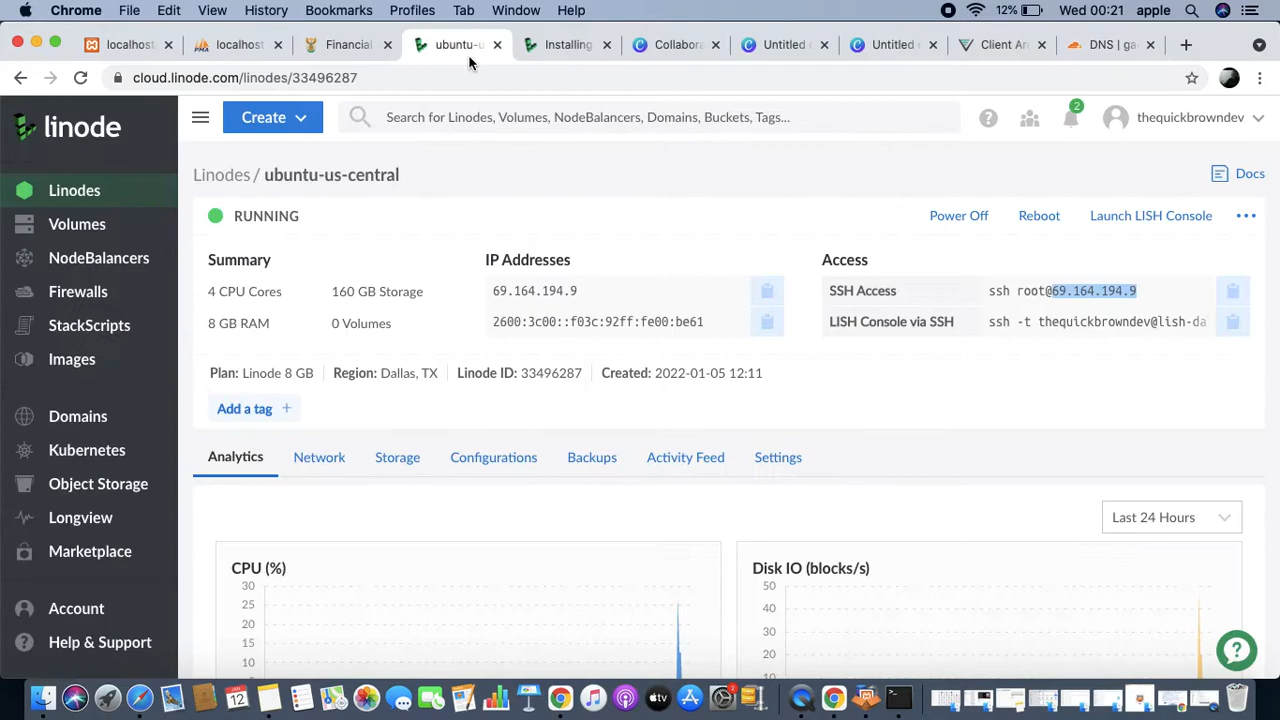 Chrome File Edit View History Bookmarks Profiles Tab Window Help 12% Wed 00:21 apple
localhost localhost Financial ubuntu-u Installing Collabora Untitled Untitled Client Ar DNS | ga
cloud.linode.com/linodes/33496287
linode
Create
Search for Linodes, Volumes, NodeBalancers, Domains, Buckets, Tags...
2
thequickbrowndev
Linodes
Volumes
NodeBalancers
Firewalls
StackScripts
Images
Domains
Kubernetes
Object Storage
Longview
Marketplace
Account
Help & Support
Linodes / ubuntu-us-central
Docs
RUNNING
Power Off Reboot Launch LISH Console
Summary IP Addresses Access
4 CPU Cores 160 GB Storage 69.164.194.9 SSH Access ssh root@69.164.194.9
8 GB RAM 0 Volumes 2600:3c00::f03c:92ff:fe00:be61 LISH Console via SSH ssh -t thequickbrowndev@lish-da
Plan: Linode 8 GB Region: Dallas, TX Linode ID: 33496287 Created: 2022-01-05 12:11
Add a tag +
Analytics Network Storage Configurations Backups Activity Feed Settings
Last 24 Hours
CPU (%)
30
25
20
15
10
Disk IO (blocks/s)
50
40
30
20